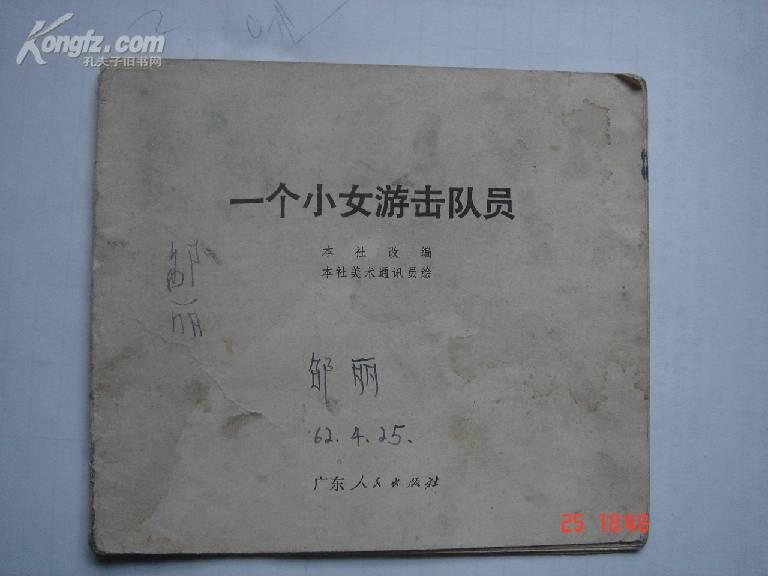 Kongfz.com
孔夫子旧书网
一个小女游击队员
本社改编
本社美术通讯员绘
邹丽
邹丽
62.4.25.
广东人民出版社
25 18:48